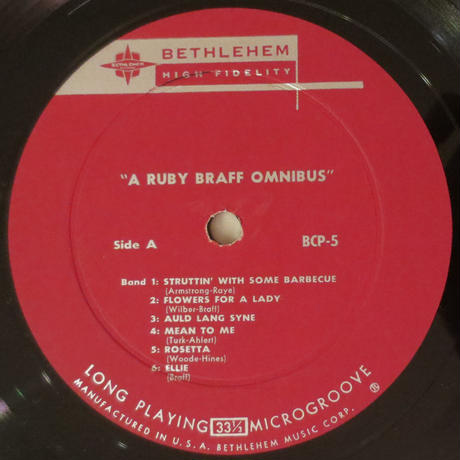 BETHLEHEM
BETHLEHEM
HIGH FIDELITY
"A RUBY BRAFF OMNIBUS"
Side A
BCP-5
Band 1: STRUTTIN' WITH SOME BARBECUE
(Armstrong-Raye)
2: FLOWERS FOR A LADY
(Wilber-Braff)
3: AULD LANG SYNE
4: MEAN TO ME
(Turk-Ahlert)
5: ROSETTA
(Woode-Hines)
6: ELLIE
(Braff)
LONG PLAYING 33⅓ MICROGROOVE
MANUFACTURED IN U.S.A. BETHLEHEM MUSIC CORP.